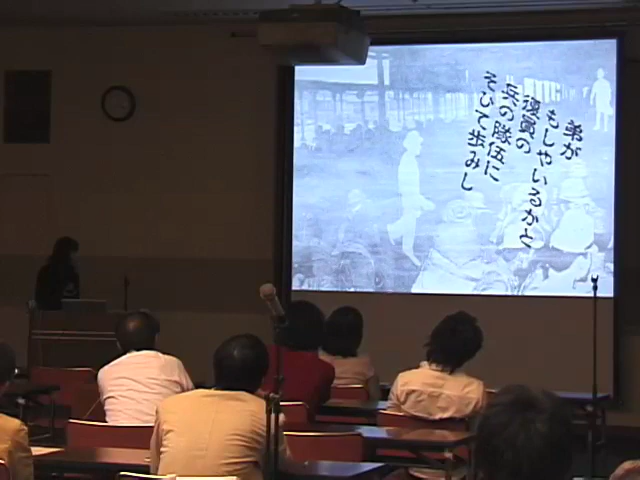 弟が
もしやいるかと
復員の
兵の隊伍に
そひて歩みし